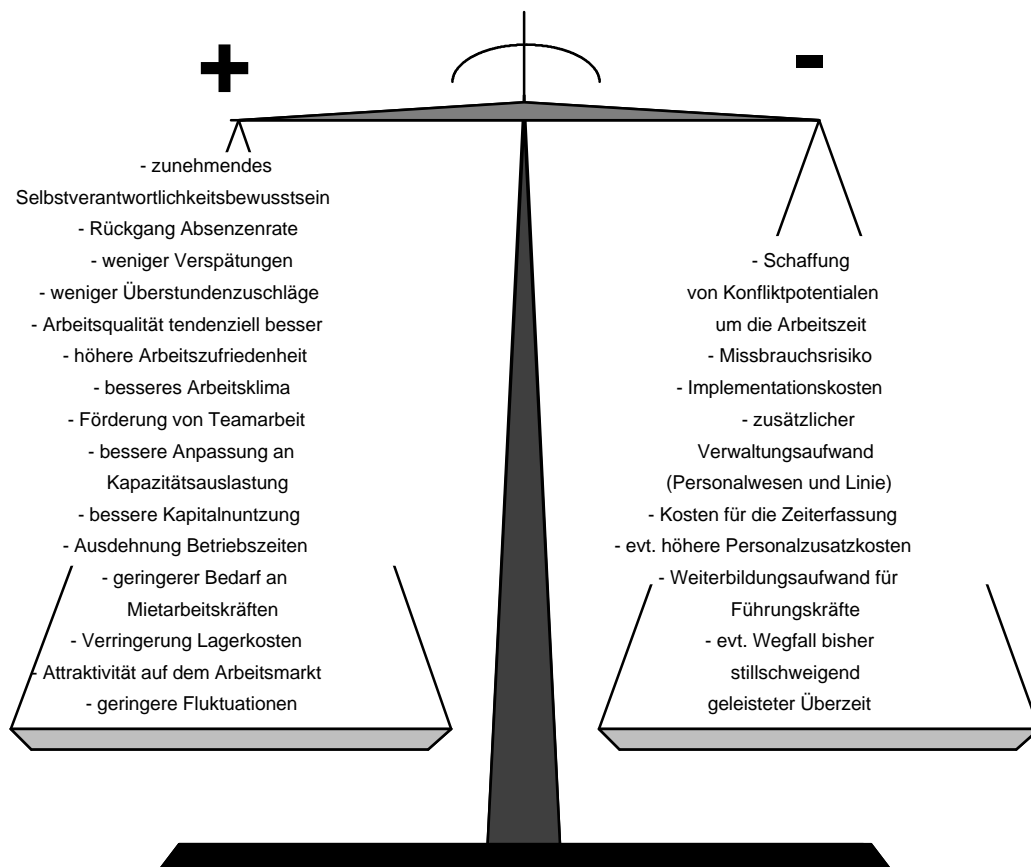 +
-
- zunehmendes
Selbstverantwortlichkeitsbewusstsein
- Rückgang Absenzenrate
- weniger Verspätungen
- weniger Überstundenzuschläge
- Arbeitsqualität tendenziell besser
- höhere Arbeitszufriedenheit
- besseres Arbeitsklima
- Förderung von Teamarbeit
- bessere Anpassung an
Kapazitätsauslastung
- bessere Kapitalnuntzung
- Ausdehnung Betriebszeiten
- geringerer Bedarf an
Mietarbeitskräften
- Verringerung Lagerkosten
- Attraktivität auf dem Arbeitsmarkt
- geringere Fluktuationen
- Schaffung
von Konfliktpotentialen
um die Arbeitszeit
- Missbrauchsrisiko
- Implementationskosten
- zusätzlicher
Verwaltungsaufwand
(Personalwesen und Linie)
- Kosten für die Zeiterfassung
- evt. höhere Personalzusatzkosten
- Weiterbildungsaufwand für
Führungskräfte
- evt. Wegfall bisher
stillschweigend
geleisteter Überzeit